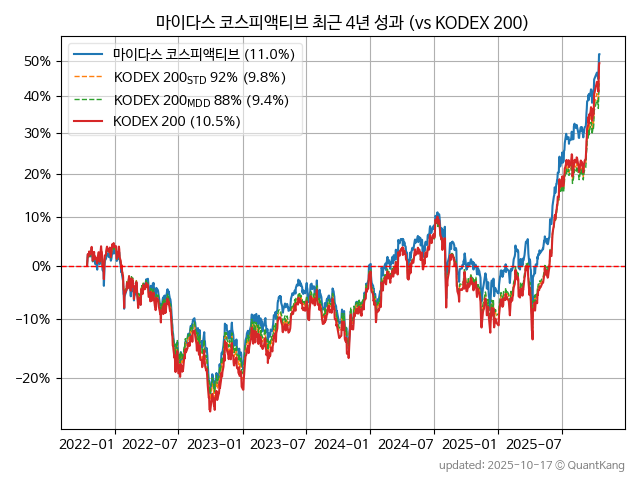 마이다스 코스피액티브 최근 4년 성과 (vs KODEX 200)
마이다스 코스피액티브 (11.0%)
KODEX 200STD 92% (9.8%)
KODEX 200MDD 88% (9.4%)
KODEX 200 (10.5%)
50%
40%
30%
20%
10%
0%
−10%
−20%
2022-01 2022-07 2023-01 2023-07 2024-01 2024-07 2025-01 2025-07
updated: 2025-10-17 © QuantKang